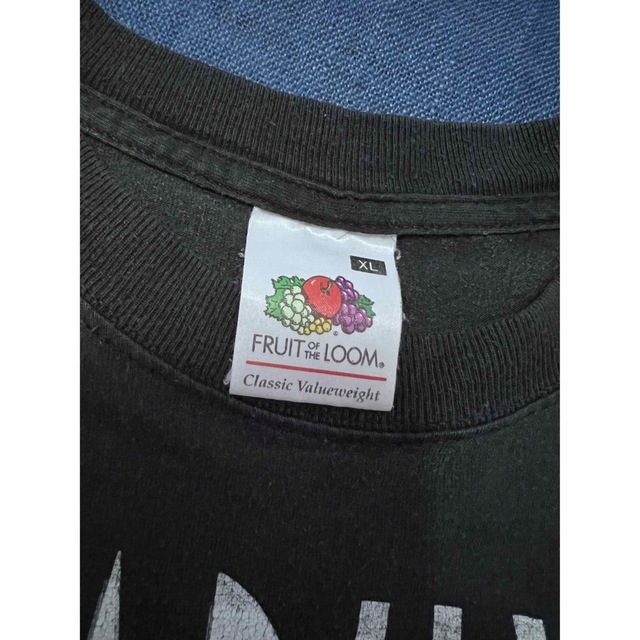 XL
FRUIT OF THE LOOM®
Classic Valueweight